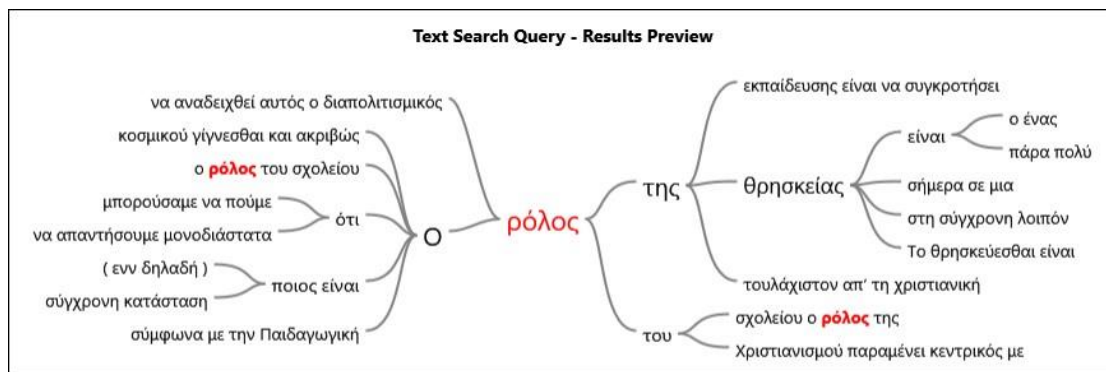 Text Search Query - Results Preview
να αναδειχθεί αυτός ο διαπολιτισμικός
κοσμικού γίγνεσθαι και ακριβώς
ο ρόλος του σχολείου
μπορούσαμε να πούμε
να απαντήσουμε μονοδιάστατα
ότι
( ενν δηλαδή )
σύγχρονη κατάσταση
ποιος είναι
σύμφωνα με την Παιδαγωγική
Ο
ρόλος
της
εκπαίδευσης είναι να συγκροτήσει
θρησκείας
είναι
ο ένας
πάρα πολύ
σήμερα σε μια
στη σύγχρονη λοιπόν
Το θρησκεύεσθαι είναι
τουλάχιστον απ’ τη χριστιανική
του
σχολείου ο ρόλος της
Χριστιανισμού παραμένει κεντρικός με